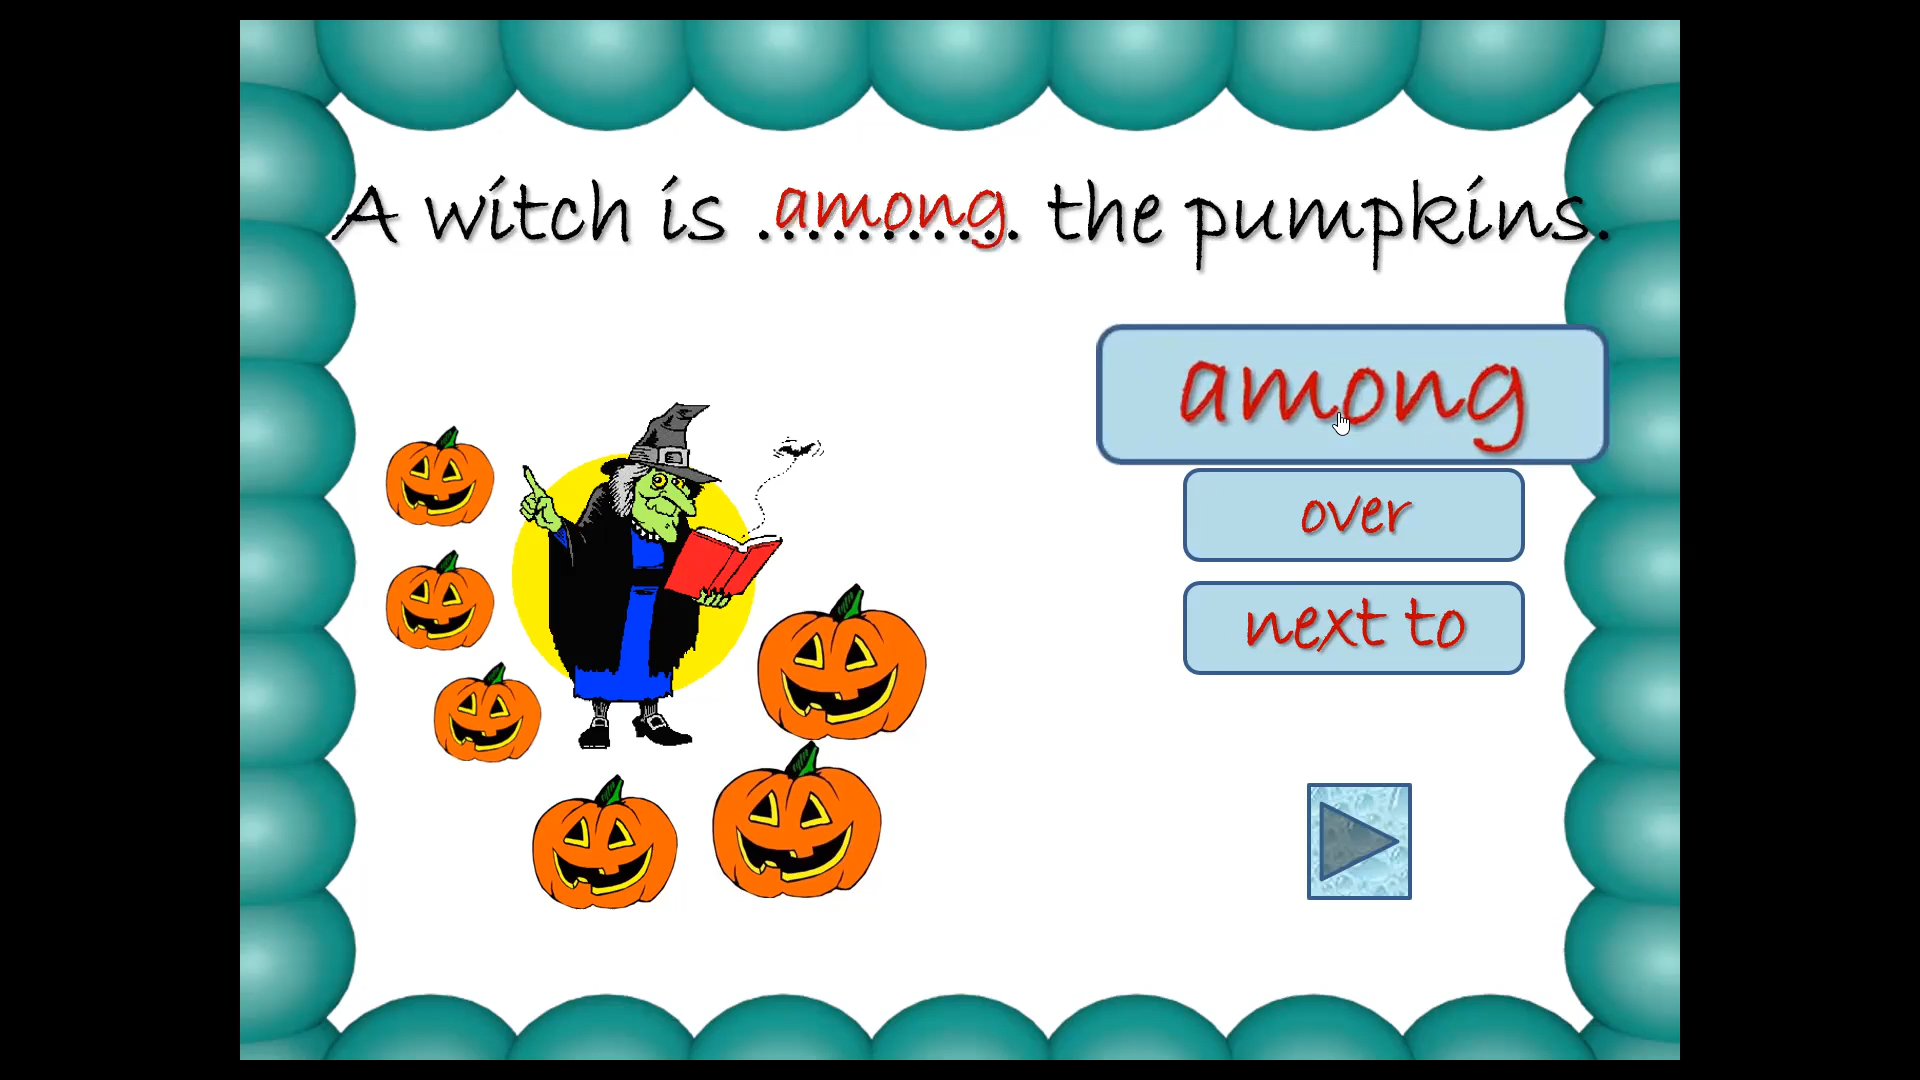 A witch is ..among.. the pumpkins.
among
over
next to